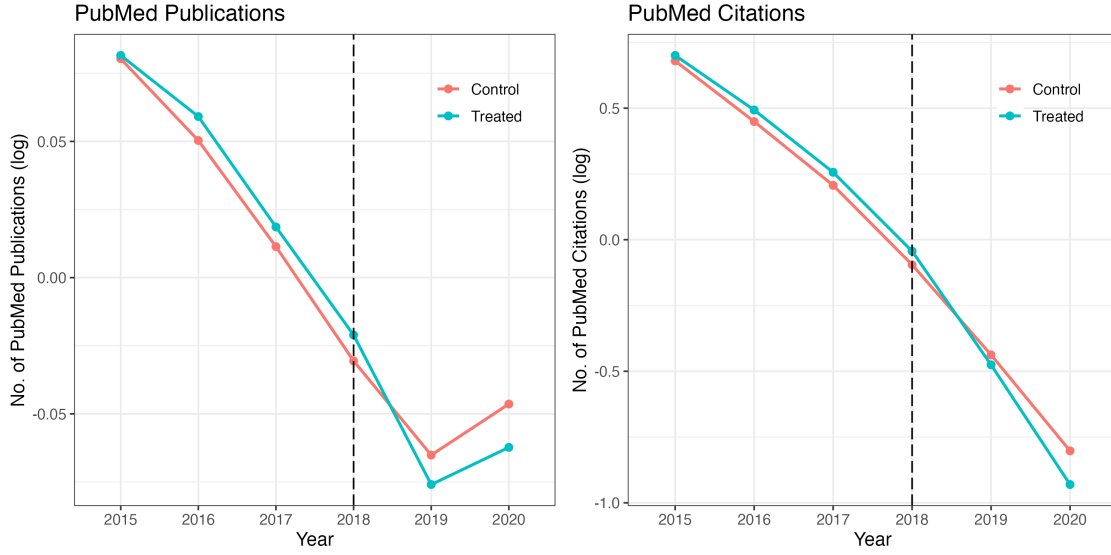 PubMed Publications
No. of PubMed Publications (log)
0.05
0.00
-0.05
Control
Treated
2015 2016 2017 2018 2019 2020
Year
PubMed Citations
No. of PubMed Citations (log)
0.5
0.0
-0.5
-1.0
Control
Treated
2015 2016 2017 2018 2019 2020
Year